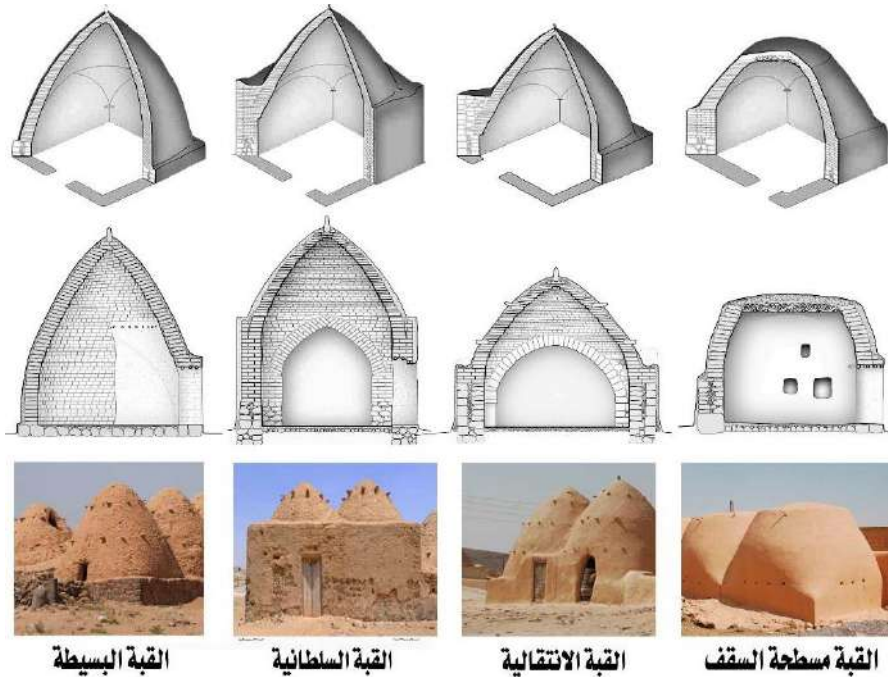 القبة مسطحة السقف
القبة الانتقالية
القبة السلطانية
القبة البسيطة